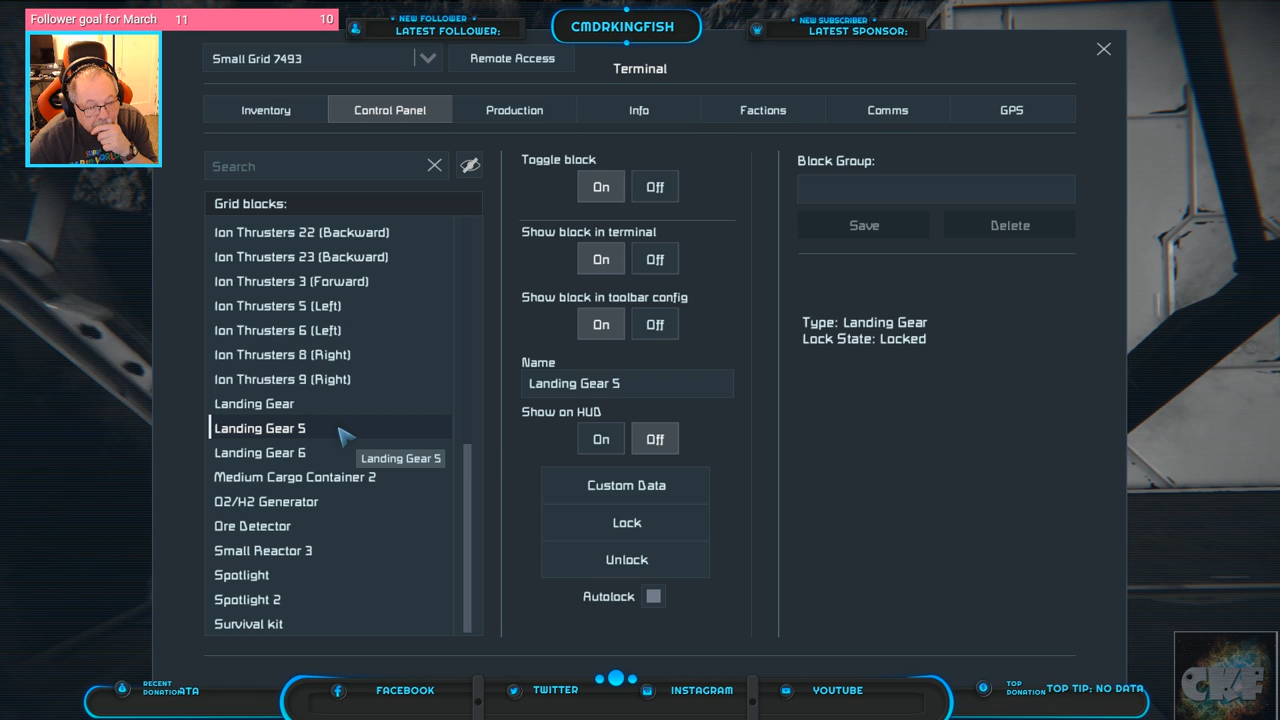 Follower goal for March 11 10
NEW FOLLOWER
LATEST FOLLOWER:
CMDRKINGFISH
NEW SUBSCRIBER
LATEST SPONSOR:
Small Grid 7493
Remote Access
Terminal
Inventory
Control Panel
Production
Info
Factions
Comms
GPS
Search
Grid blocks:
Ion Thrusters 22 (Backward)
Ion Thrusters 23 (Backward)
Ion Thrusters 3 (Forward)
Ion Thrusters 5 (Left)
Ion Thrusters 6 (Left)
Ion Thrusters 8 (Right)
Ion Thrusters 9 (Right)
Landing Gear
Landing Gear 5
Landing Gear 6
Landing Gear 5
Medium Cargo Container 2
O2/H2 Generator
Ore Detector
Small Reactor 3
Spotlight
Spotlight 2
Survival kit
Toggle block
On Off
Show block in terminal
On Off
Show block in toolbar config
On Off
Name
Landing Gear 5
Show on HUD
On Off
Custom Data
Lock
Unlock
Autolock
Block Group:
Save
Delete
Type: Landing Gear
Lock State: Locked
RECENT
DONATION
ATA
FACEBOOK
TWITTER
INSTAGRAM
YOUTUBE
TOP
DONATION
TOP TIP: NO DATA
CKF